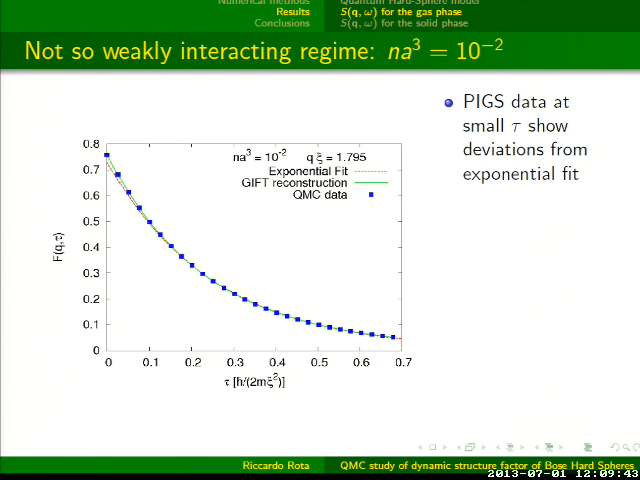 Numerical methods
Results
Conclusions
Quantum Hard-Sphere model
S(q, ω) for the gas phase
S(q, ω) for the solid phase
Not so weakly interacting regime: na³ = 10⁻²
PIGS data at
small τ show
deviations from
exponential fit
na³ = 10⁻² q ξ = 1.795
Exponential Fit
GIFT reconstruction
QMC data
F(q,τ)
0.8
0.7
0.6
0.5
0.4
0.3
0.2
0.1
0
0 0.1 0.2 0.3 0.4 0.5 0.6 0.7
τ [ħ/(2mξ²)]
Riccardo Rota QMC study of dynamic structure factor of Bose Hard Spheres
2013-07-01 12:09:43